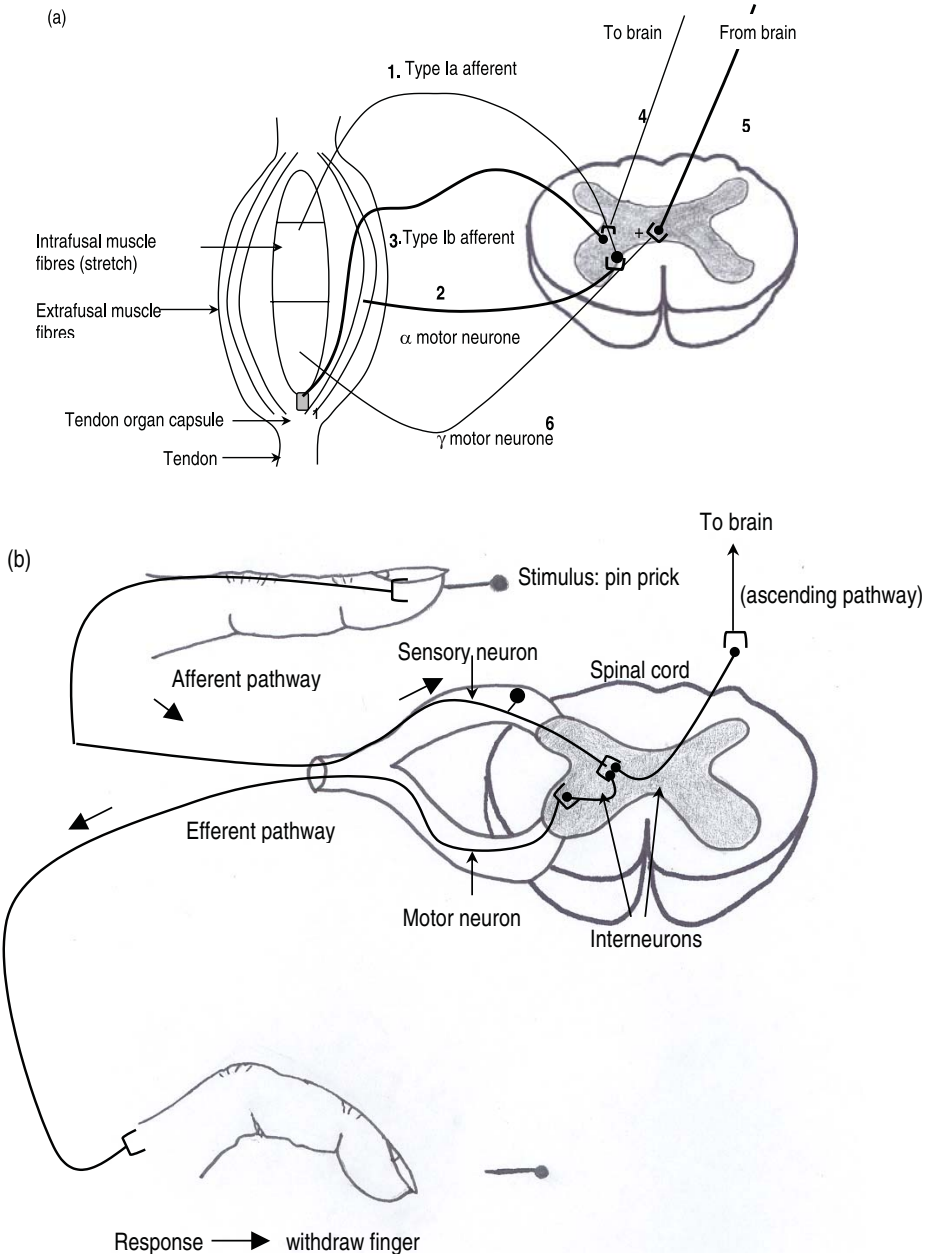 (a)
To brain
From brain
1. Type Ia afferent
4
5
3. Type Ib afferent
+
Intrafusal muscle
fibres (stretch)
2
Extrafusal muscle
fibres
α motor neurone
Tendon organ capsule
6
γ motor neurone
Tendon
To brain
(b)
Stimulus: pin prick
(ascending pathway)
Sensory neuron
Spinal cord
Afferent pathway
Efferent pathway
Motor neuron
Interneurons
Response
withdraw finger